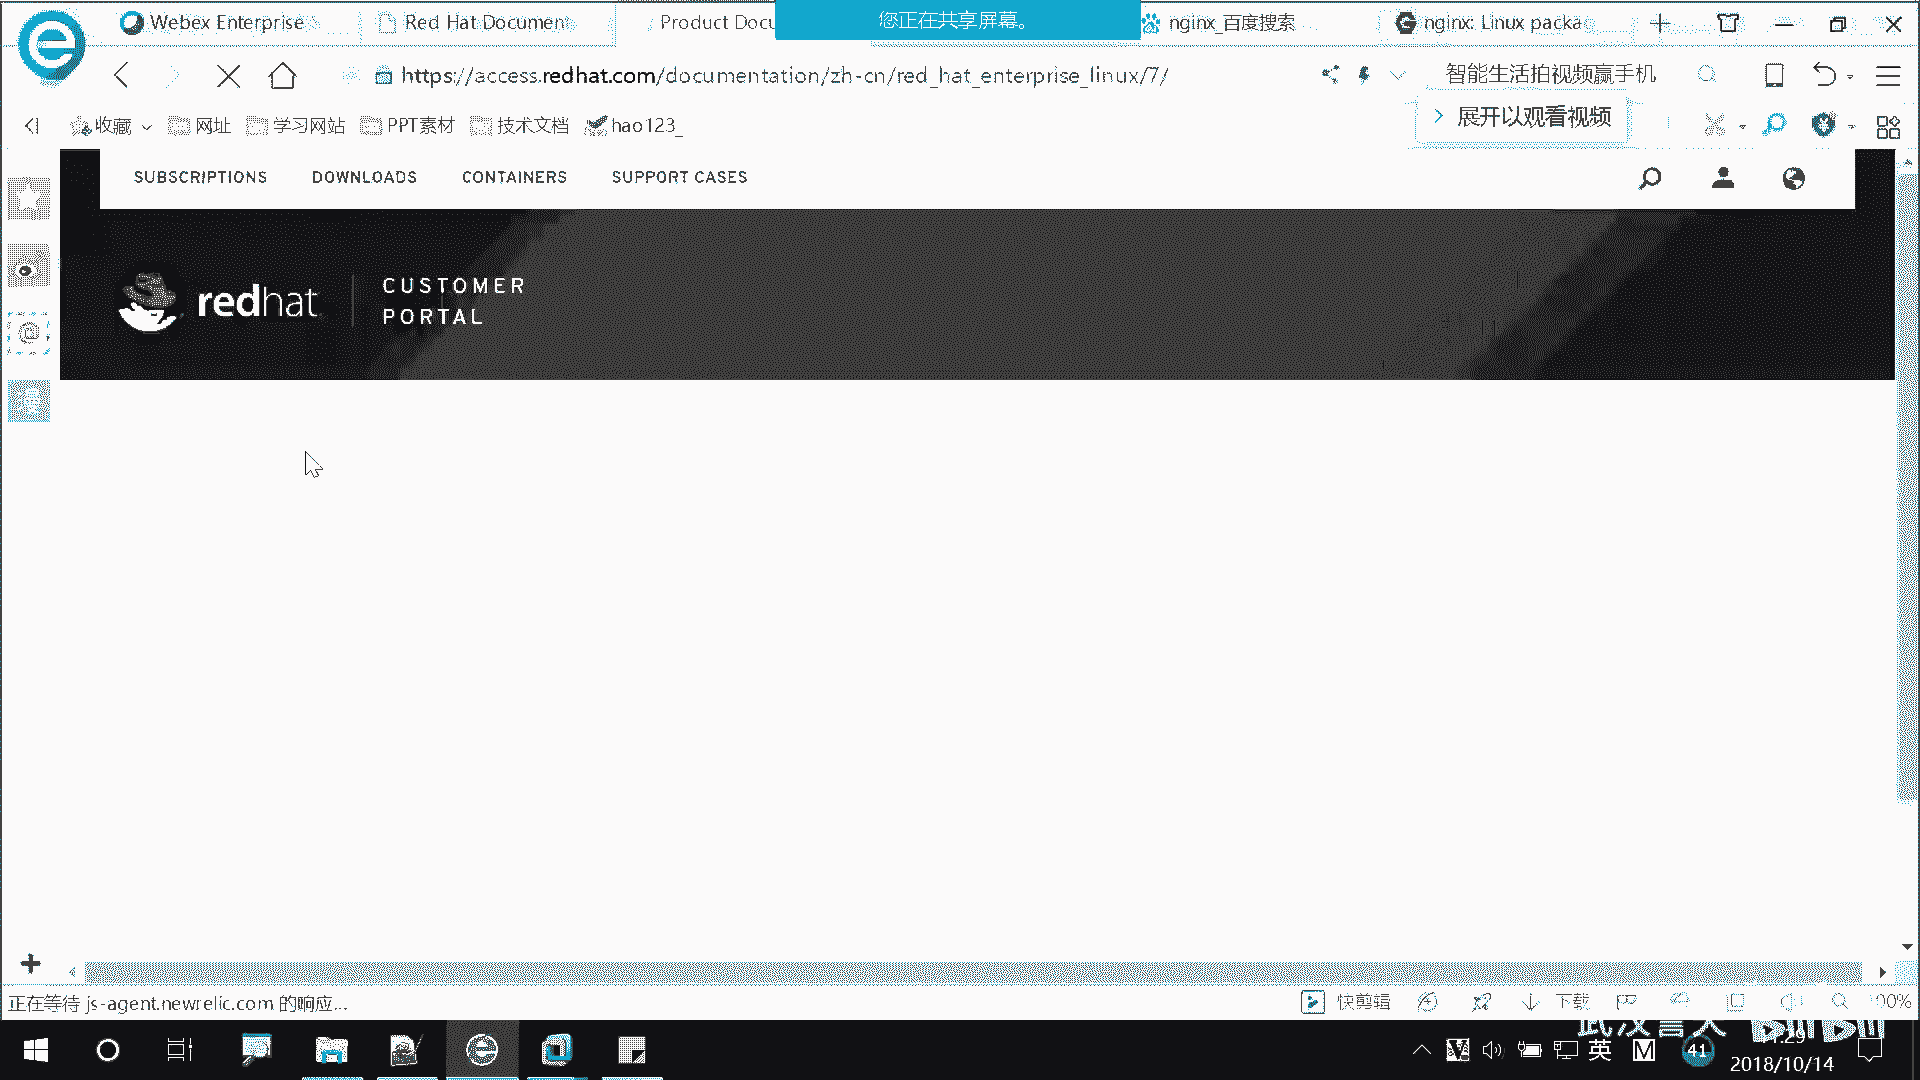 Webex Enterprise
Red Hat Document
Product Docu
您正在共享屏幕。
nginx_百度搜索
nginx: Linux packag
https://access.redhat.com/documentation/zh-cn/red_hat_enterprise_linux/7/
智能生活拍视频赢手机
收藏
网址
学习网站
PPT素材
技术文档
hao123_
展开以观看视频
SUBSCRIPTIONS
DOWNLOADS
CONTAINERS
SUPPORT CASES
redhat
CUSTOMER
PORTAL
正在等待 js-agent.newrelic.com 的响应...
快剪辑
下载
100%
英
M
41
2018/10/14